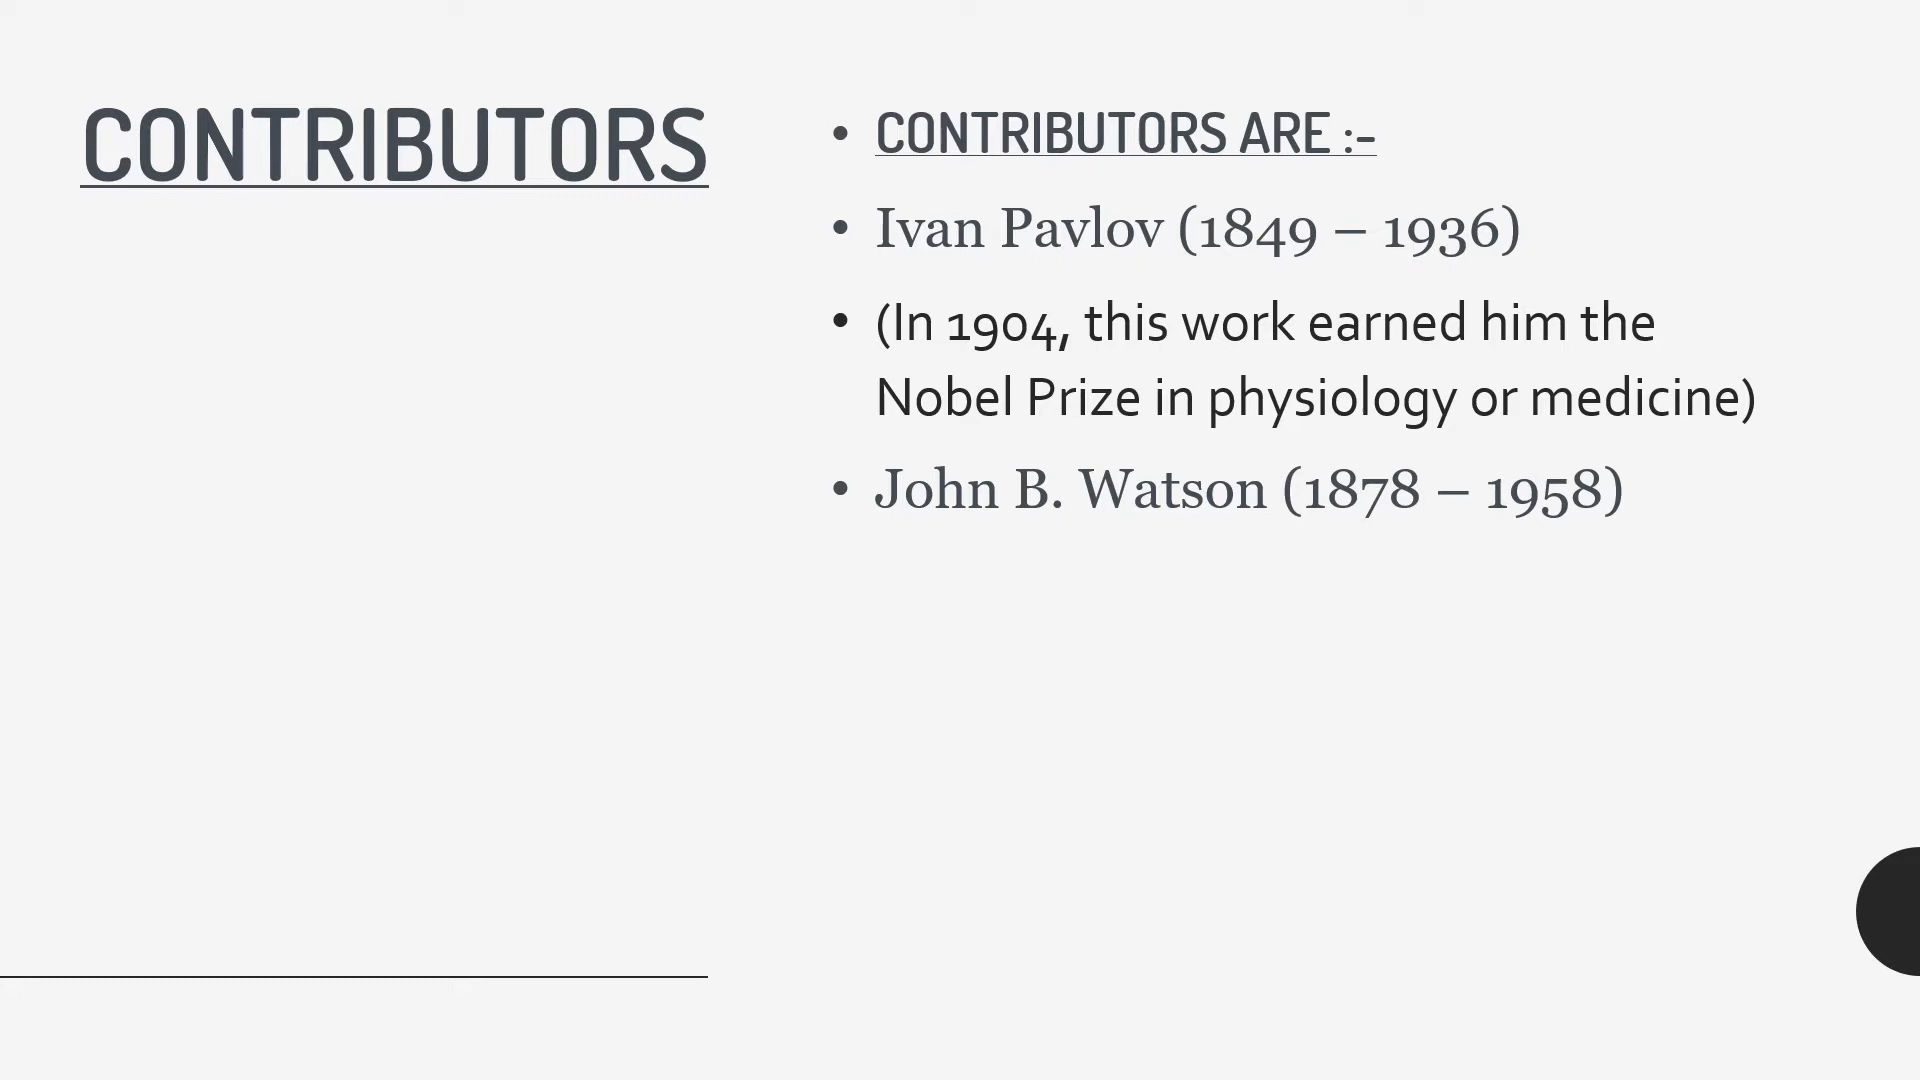 CONTRIBUTORS
• CONTRIBUTORS ARE :-
• Ivan Pavlov (1849 – 1936)
• (In 1904, this work earned him the
Nobel Prize in physiology or medicine)
• John B. Watson (1878 – 1958)